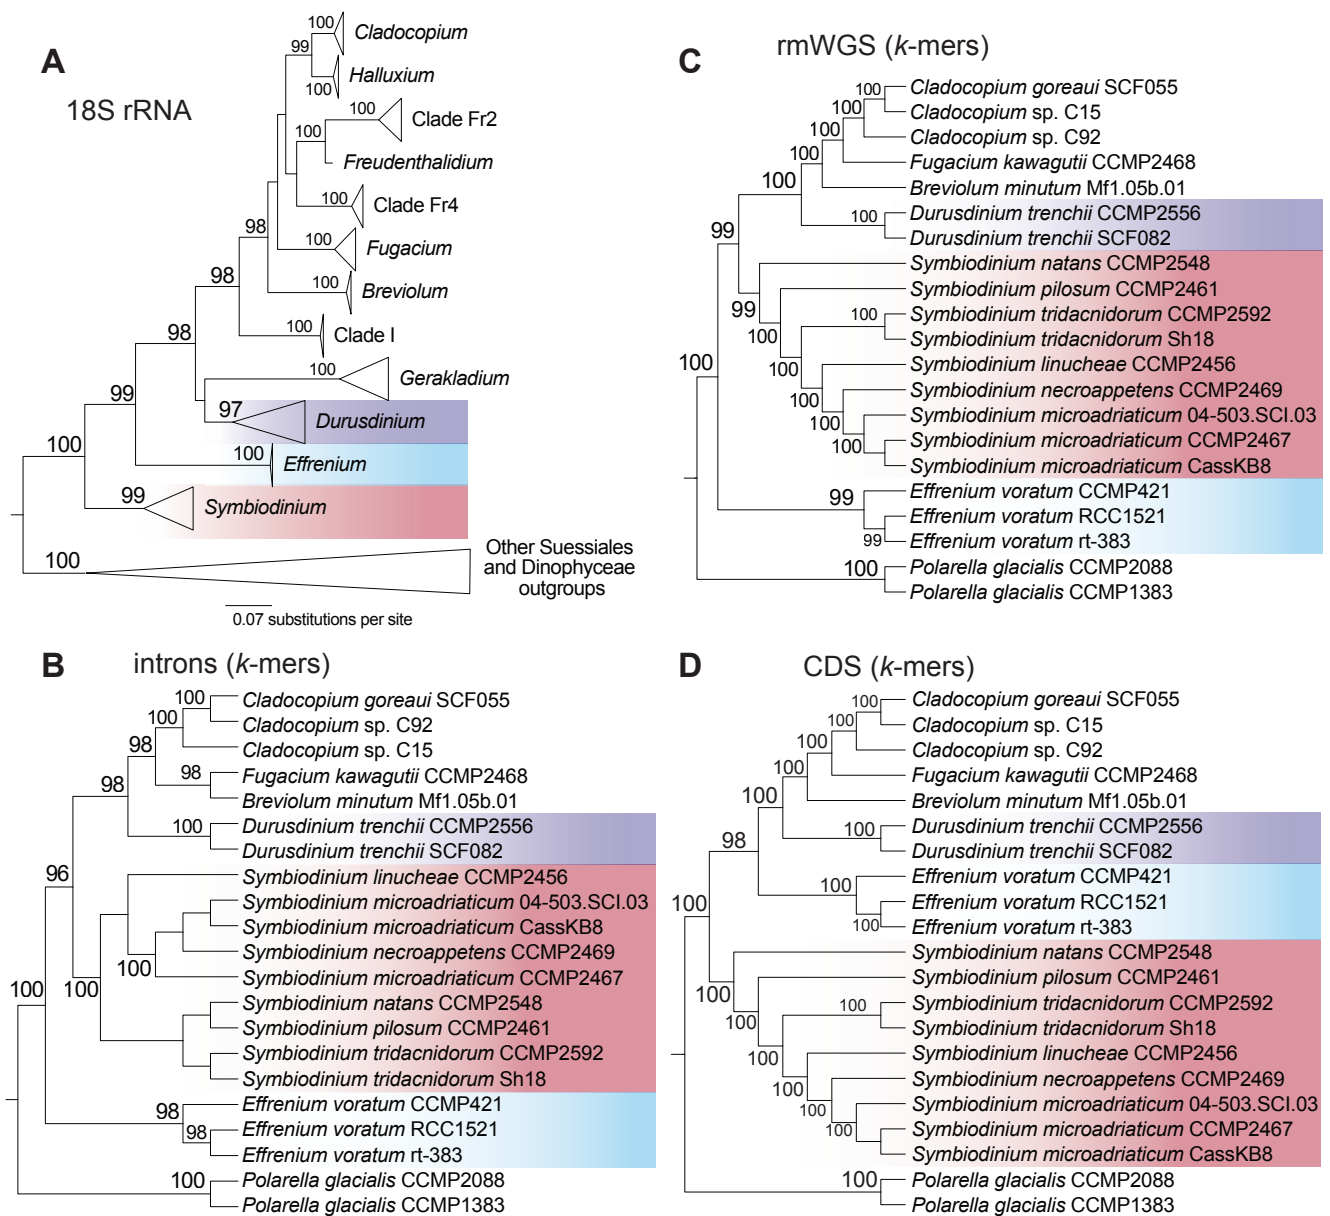 A
18S rRNA
100
Cladocopium
99
Halluxium
100
100
Clade Fr2
100
Freudenthalidium
100
Clade Fr4
98
100
Fugacium
98
100
Breviolum
98
100
Clade I
99
100
Gerakladium
97
Durusdinium
100
100
Effrenium
99
Symbiodinium
100
Other Suessiales
and Dinophyceae
outgroups
0.07 substitutions per site
B
introns (k-mers)
100
Cladocopium goreaui SCF055
100
Cladocopium sp. C92
98
Cladocopium sp. C15
98
98
Fugacium kawagutii CCMP2468
Breviolum minutum Mf1.05b.01
100
Durusdinium trenchii CCMP2556
Durusdinium trenchii SCF082
96
Symbiodinium linucheae CCMP2456
Symbiodinium microadriaticum 04-503.SCI.03
Symbiodinium microadriaticum CassKB8
Symbiodinium necroappetens CCMP2469
100
Symbiodinium microadriaticum CCMP2467
100
100
Symbiodinium natans CCMP2548
Symbiodinium pilosum CCMP2461
Symbiodinium tridacnidorum CCMP2592
Symbiodinium tridacnidorum Sh18
98
Effrenium voratum CCMP421
98
Effrenium voratum RCC1521
Effrenium voratum rt-383
100
Polarella glacialis CCMP2088
Polarella glacialis CCMP1383
C
rmWGS (k-mers)
100
Cladocopium goreaui SCF055
100
Cladocopium sp. C15
100
Cladocopium sp. C92
100
Fugacium kawagutii CCMP2468
100
Breviolum minutum Mf1.05b.01
100
Durusdinium trenchii CCMP2556
99
Durusdinium trenchii SCF082
Symbiodinium natans CCMP2548
99
Symbiodinium pilosum CCMP2461
100
Symbiodinium tridacnidorum CCMP2592
100
Symbiodinium tridacnidorum Sh18
100
Symbiodinium linucheae CCMP2456
100
Symbiodinium necroappetens CCMP2469
100
Symbiodinium microadriaticum 04-503.SCI.03
100
Symbiodinium microadriaticum CCMP2467
Symbiodinium microadriaticum CassKB8
99
Effrenium voratum CCMP421
Effrenium voratum RCC1521
99
Effrenium voratum rt-383
100
Polarella glacialis CCMP2088
Polarella glacialis CCMP1383
D
CDS (k-mers)
100
Cladocopium goreaui SCF055
100
Cladocopium sp. C15
100
Cladocopium sp. C92
100
Fugacium kawagutii CCMP2468
100
Breviolum minutum Mf1.05b.01
100
Durusdinium trenchii CCMP2556
98
Durusdinium trenchii SCF082
100
Effrenium voratum CCMP421
Effrenium voratum RCC1521
100
100
Effrenium voratum rt-383
Symbiodinium natans CCMP2548
100
Symbiodinium pilosum CCMP2461
100
100
Symbiodinium tridacnidorum CCMP2592
Symbiodinium tridacnidorum Sh18
100
Symbiodinium linucheae CCMP2456
100
Symbiodinium necroappetens CCMP2469
100
Symbiodinium microadriaticum 04-503.SCI.03
100
Symbiodinium microadriaticum CCMP2467
Symbiodinium microadriaticum CassKB8
100
Polarella glacialis CCMP2088
Polarella glacialis CCMP1383